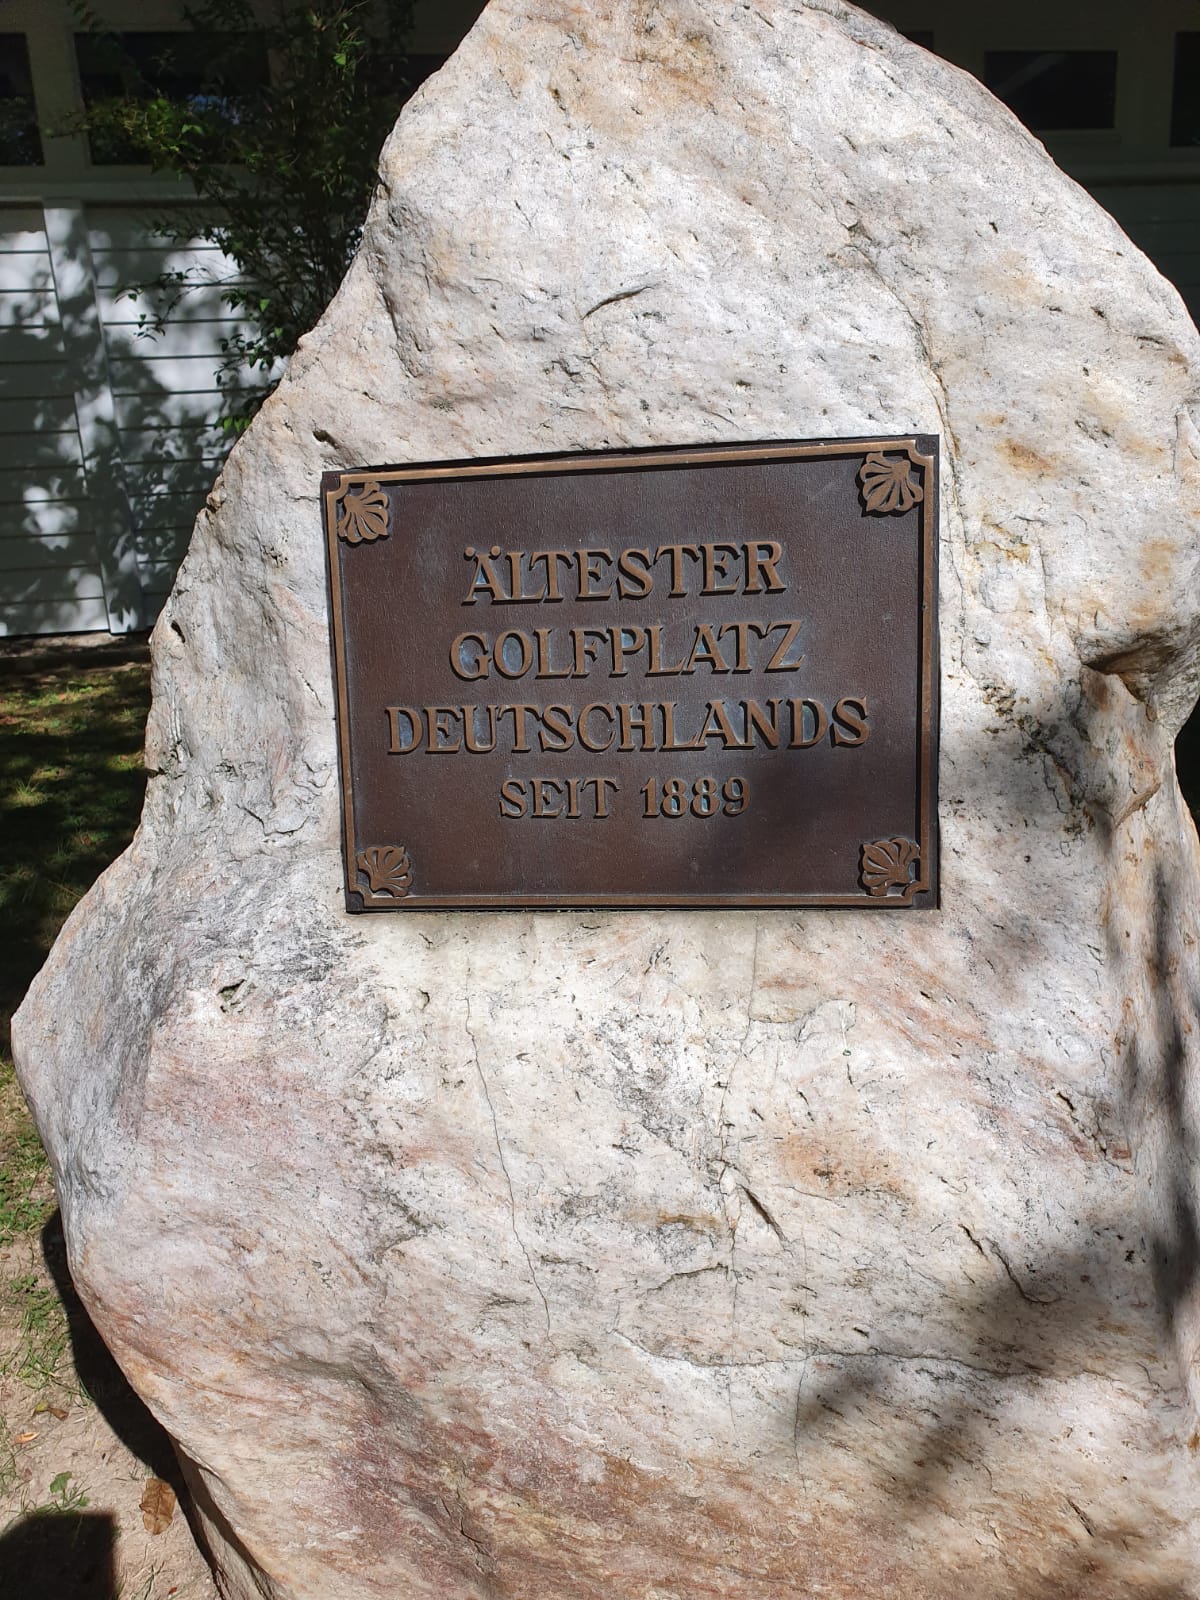 ÄLTESTER
GOLFPLATZ
DEUTSCHLANDS
SEIT 1889